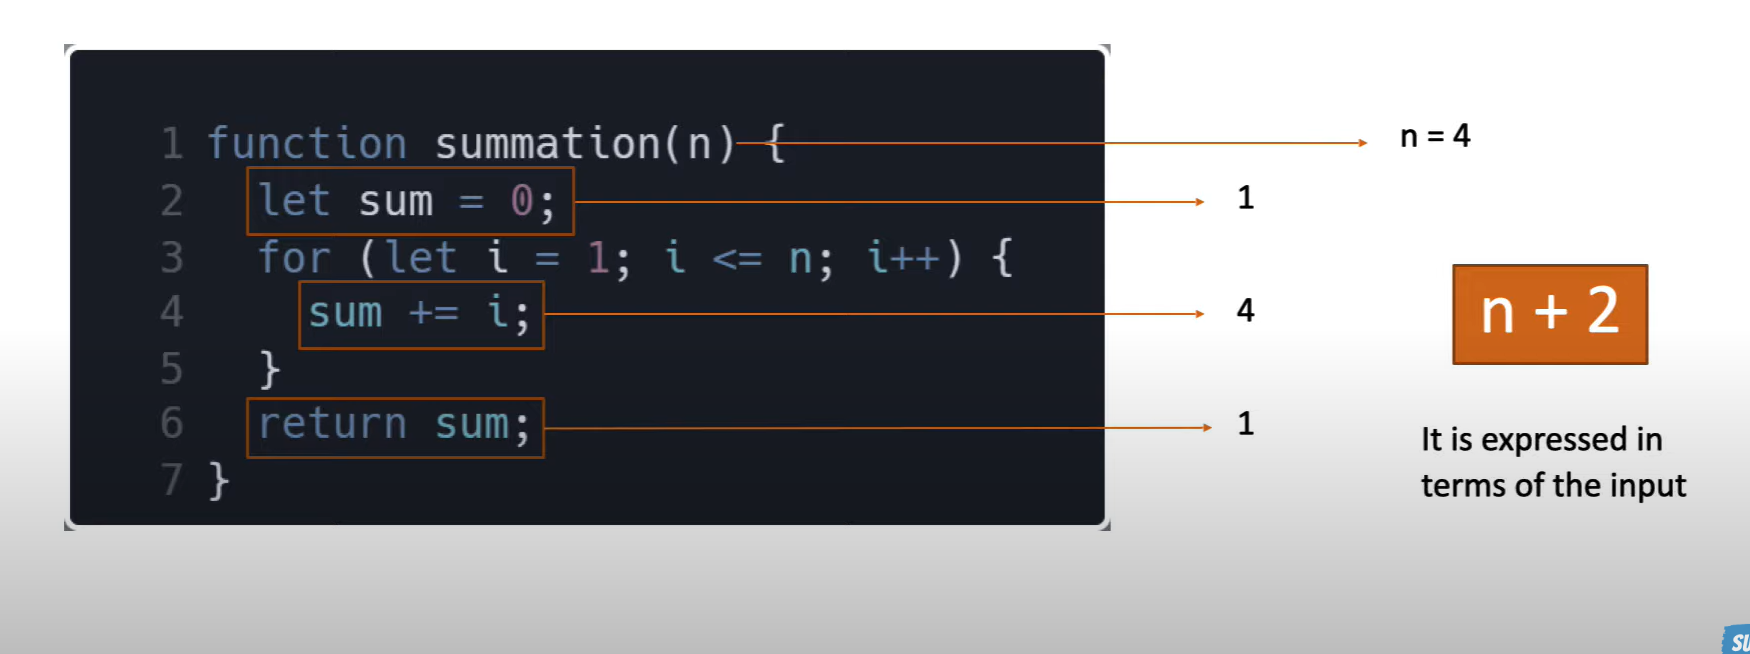 1 function summation(n) {
n = 4
2 let sum = 0;
1
3 for (let i = 1; i <= n; i++) {
4 sum += i;
4
n + 2
5 }
6 return sum;
1
It is expressed in
terms of the input
7 }